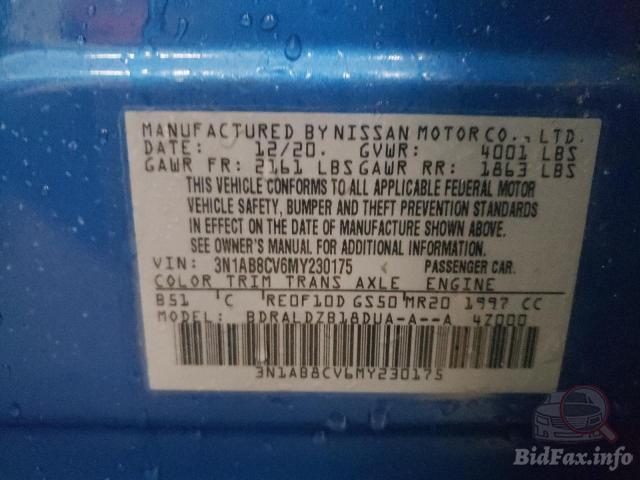 MANUFACTURED BY NISSAN MOTOR CO., LTD.
DATE: 12/20. GVWR: 4001 LBS
GAWR FR: 2161 LBS GAWR RR: 1863 LBS
THIS VEHICLE CONFORMS TO ALL APPLICABLE FEDERAL MOTOR
VEHICLE SAFETY, BUMPER AND THEFT PREVENTION STANDARDS
IN EFFECT ON THE DATE OF MANUFACTURE SHOWN ABOVE.
SEE OWNER'S MANUAL FOR ADDITIONAL INFORMATION.
VIN: 3N1AB8CV6MY230175 PASSENGER CAR.
COLOR TRIM TRANS AXLE ENGINE
B51 C RE0F10D GS50 MR20 1997 CC
MODEL: BDRALDZB18DUA-A--A 4Z000
3N1AB8CV6MY230175
BidFax.info